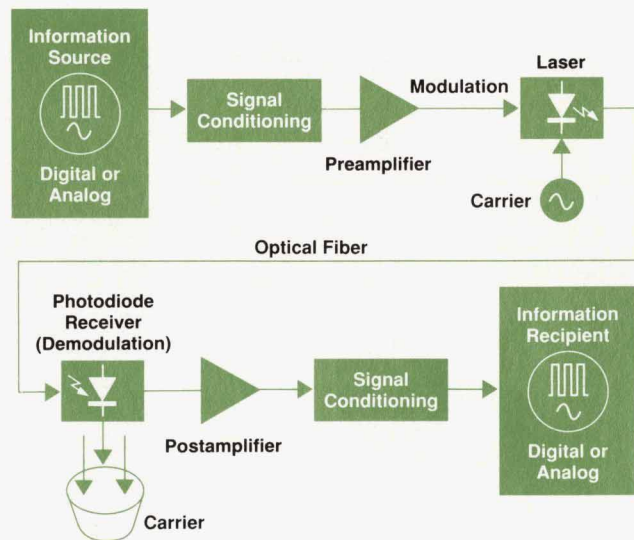 Information
Source
Digital or
Analog
Signal
Conditioning
Preamplifier
Modulation
Laser
Carrier
Optical Fiber
Photodiode
Receiver
(Demodulation)
Carrier
Postamplifier
Signal
Conditioning
Information
Recipient
Digital or
Analog